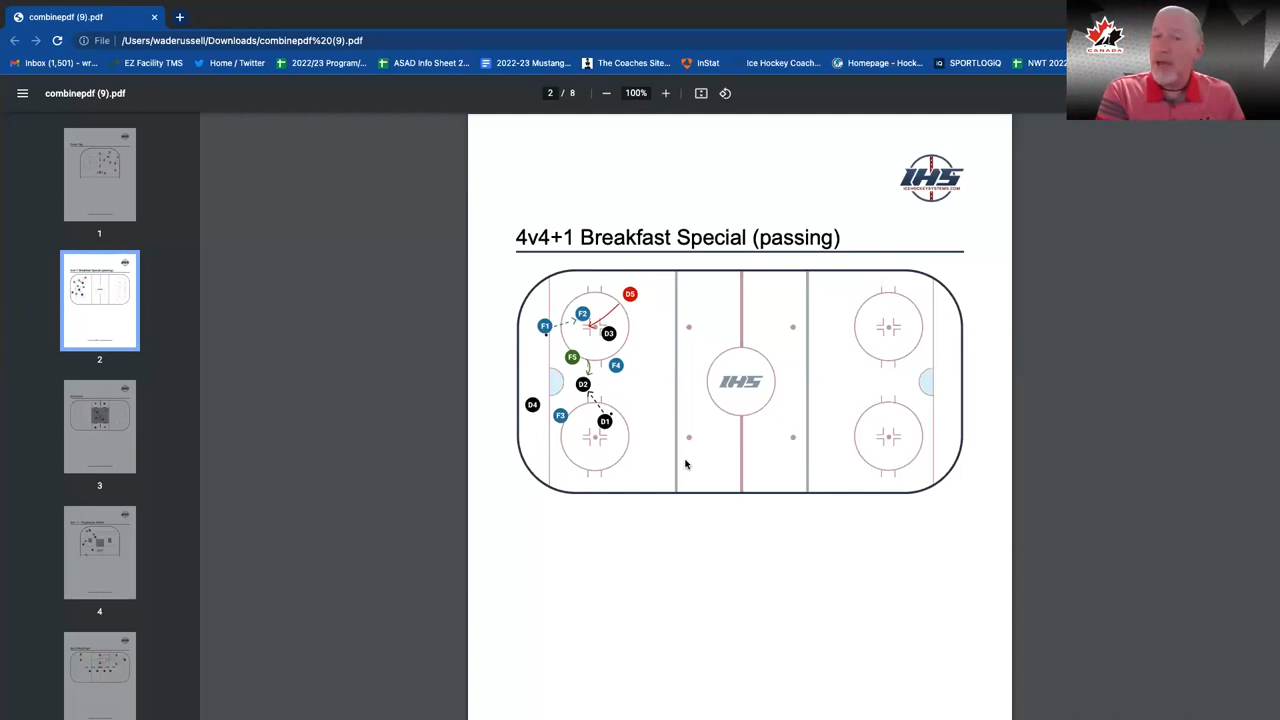 combinepdf (9).pdf
File
/Users/waderussell/Downloads/combinepdf%20(9).pdf
Inbox (1,501) – wr...
EZ Facility TMS
Home / Twitter
2022/23 Program/...
ASAD Info Sheet 2...
2022-23 Mustang...
The Coaches Site...
InStat
Ice Hockey Coach...
Homepage - Hock...
SPORTLOGiQ
NWT 2022
CANADA
combinepdf (9).pdf
2 / 8
100%
1
2
3
4
IHS
ICEHOCKEYSYSTEMS.COM
4v4+1 Breakfast Special (passing)
D5
F2
F1
D3
F5
F4
D2
D4
F3
D1
IHS